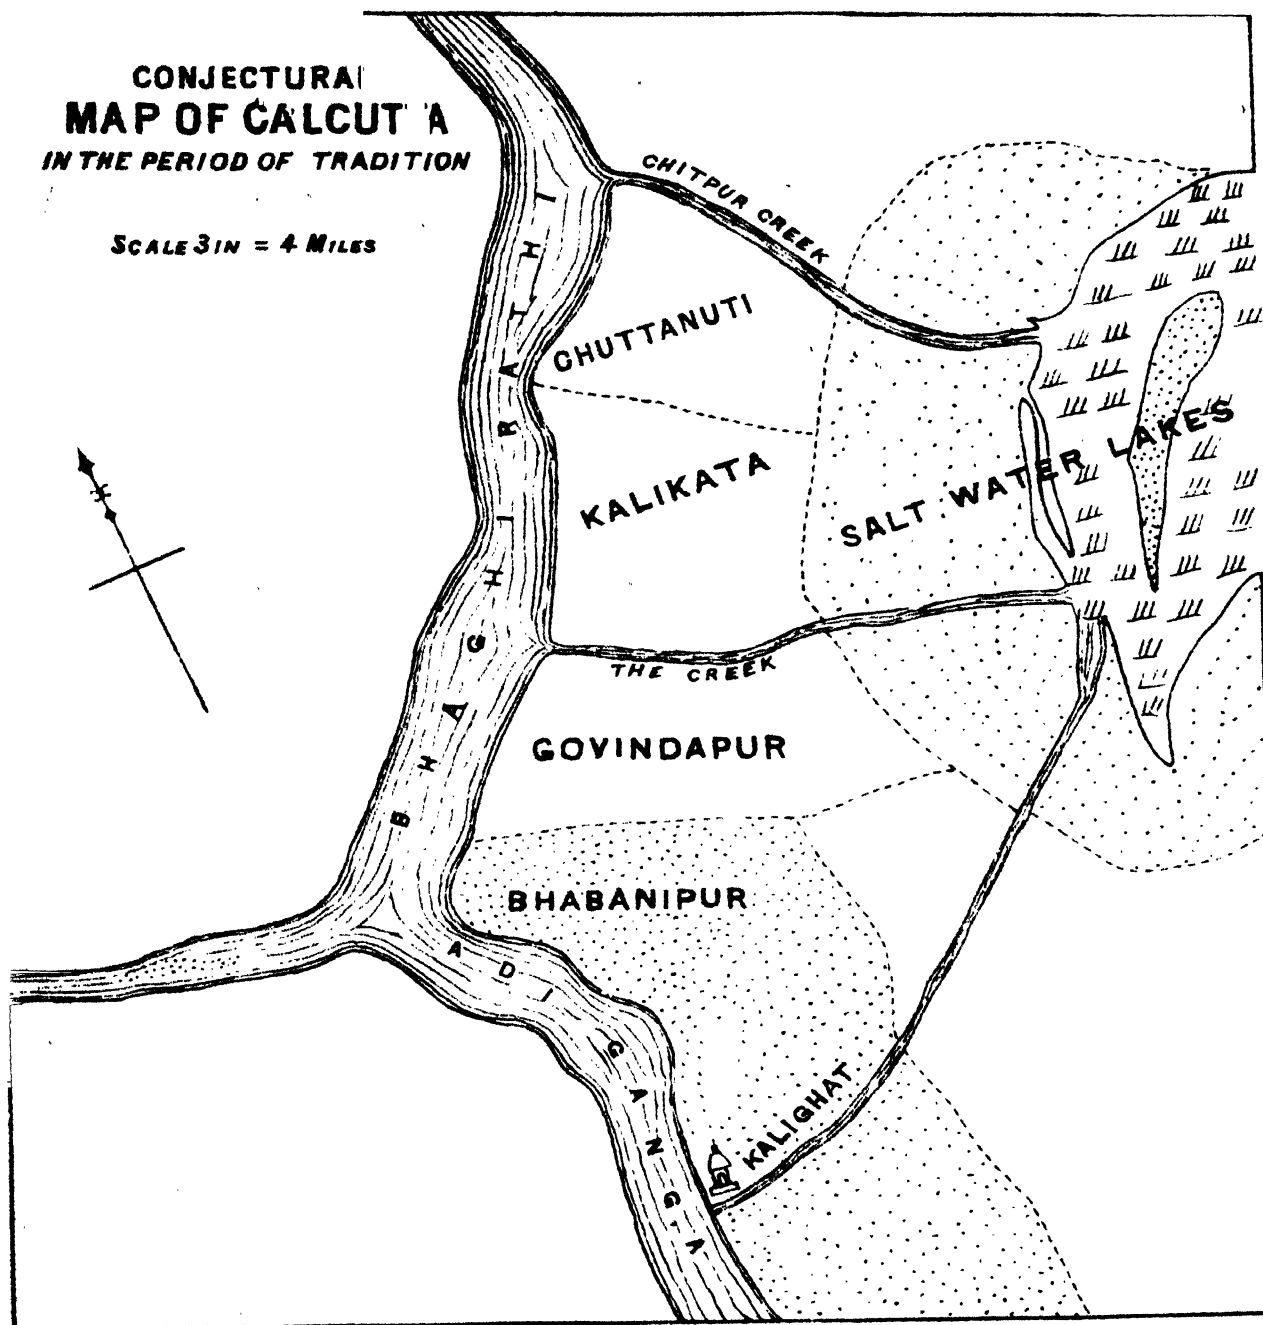 CONJECTURAL
MAP OF CALCUTTA
IN THE PERIOD OF TRADITION
SCALE 3 IN = 4 MILES
CHITPUR CREEK
CHUTTANUTI
BHAGHIRATHI
KALIKATA
SALT WATER LAKES
N
THE CREEK
GOVINDAPUR
BHABANIPUR
ADI GANGA
KALIGHAT